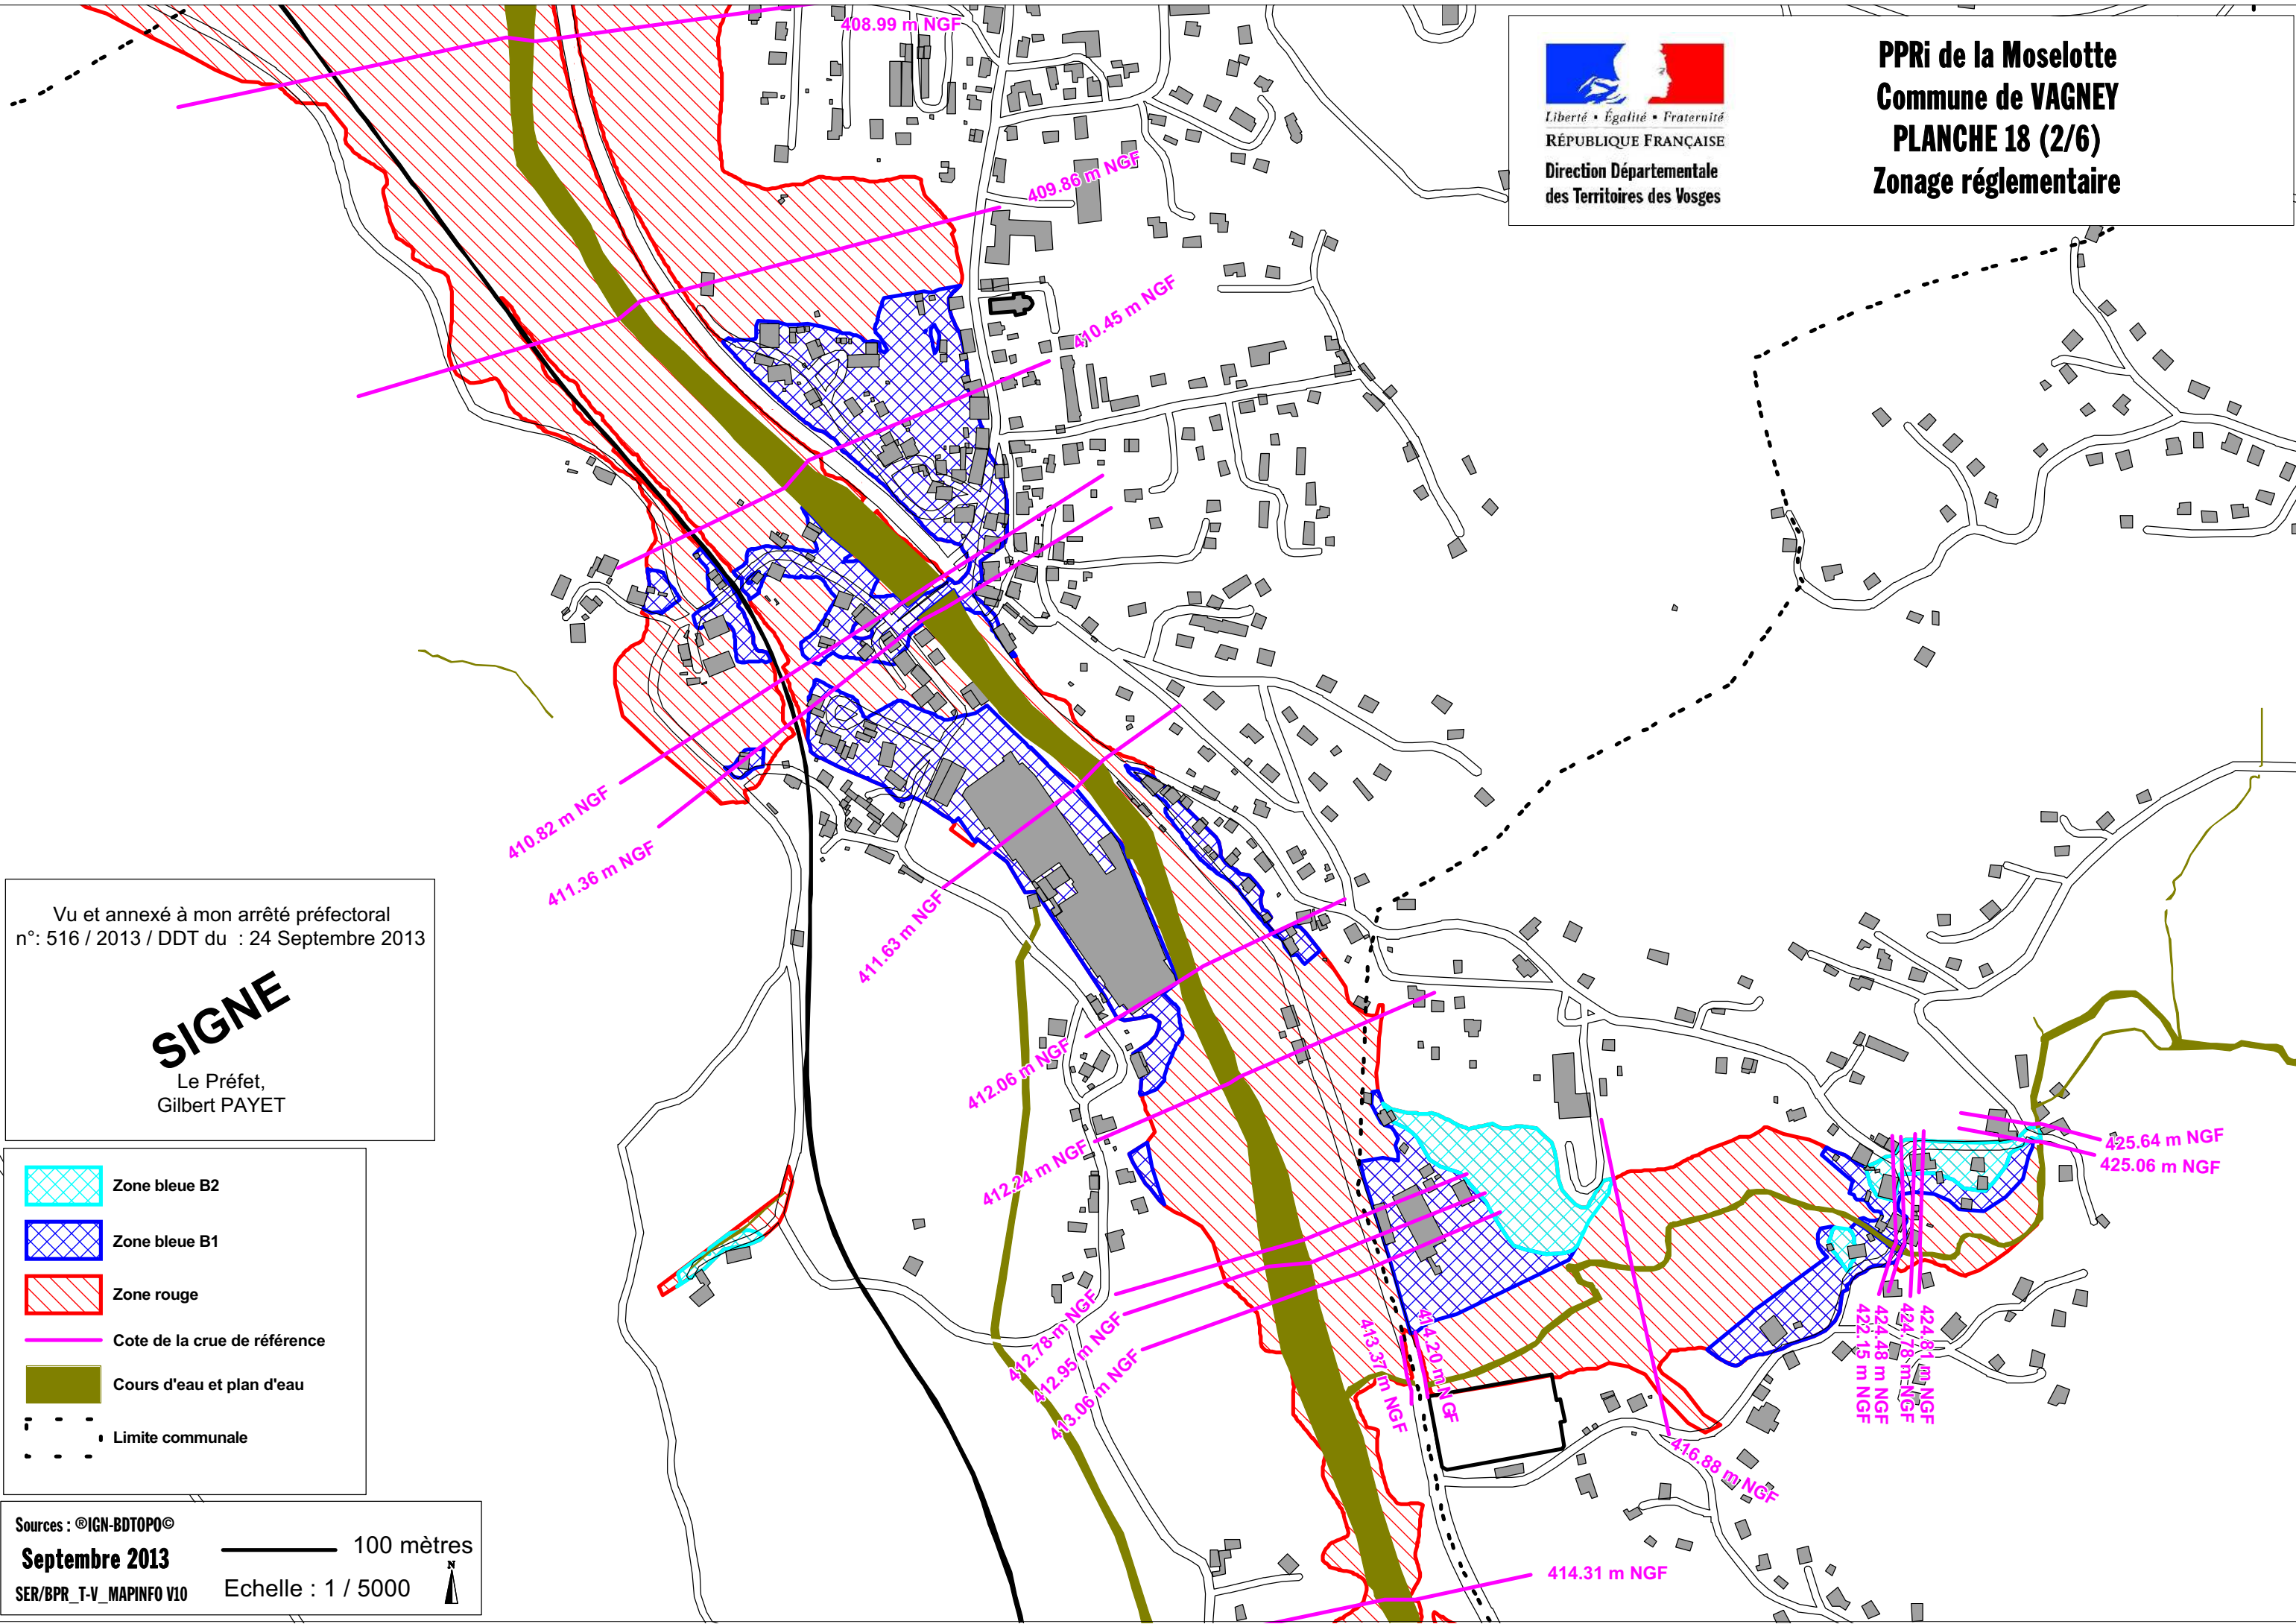 408.99 m NGF
PPRi de la Moselotte
Commune de VAGNEY
PLANCHE 18 (2/6)
Zonage réglementaire
Liberté • Égalité • Fraternité
RÉPUBLIQUE FRANÇAISE
Direction Départementale
des Territoires des Vosges
409.86 m NGF
410.45 m NGF
410.82 m NGF
411.36 m NGF
411.63 m NGF
412.06 m NGF
412.24 m NGF
412.78 m NGF
412.95 m NGF
413.06 m NGF
413.37 m NGF
414.20 m NGF
416.88 m NGF
422.15 m NGF
424.48 m NGF
424.78 m NGF
424.81 m NGF
425.64 m NGF
425.06 m NGF
414.31 m NGF
Vu et annexé à mon arrêté préfectoral
n°: 516 / 2013 / DDT du : 24 Septembre 2013
SIGNE
Le Préfet,
Gilbert PAYET
Zone bleue B2
Zone bleue B1
Zone rouge
Cote de la crue de référence
Cours d'eau et plan d'eau
Limite communale
Sources : ®IGN-BDTOPO©
Septembre 2013
SER/BPR_T-V_MAPINFO V10
100 mètres
Echelle : 1 / 5000
N